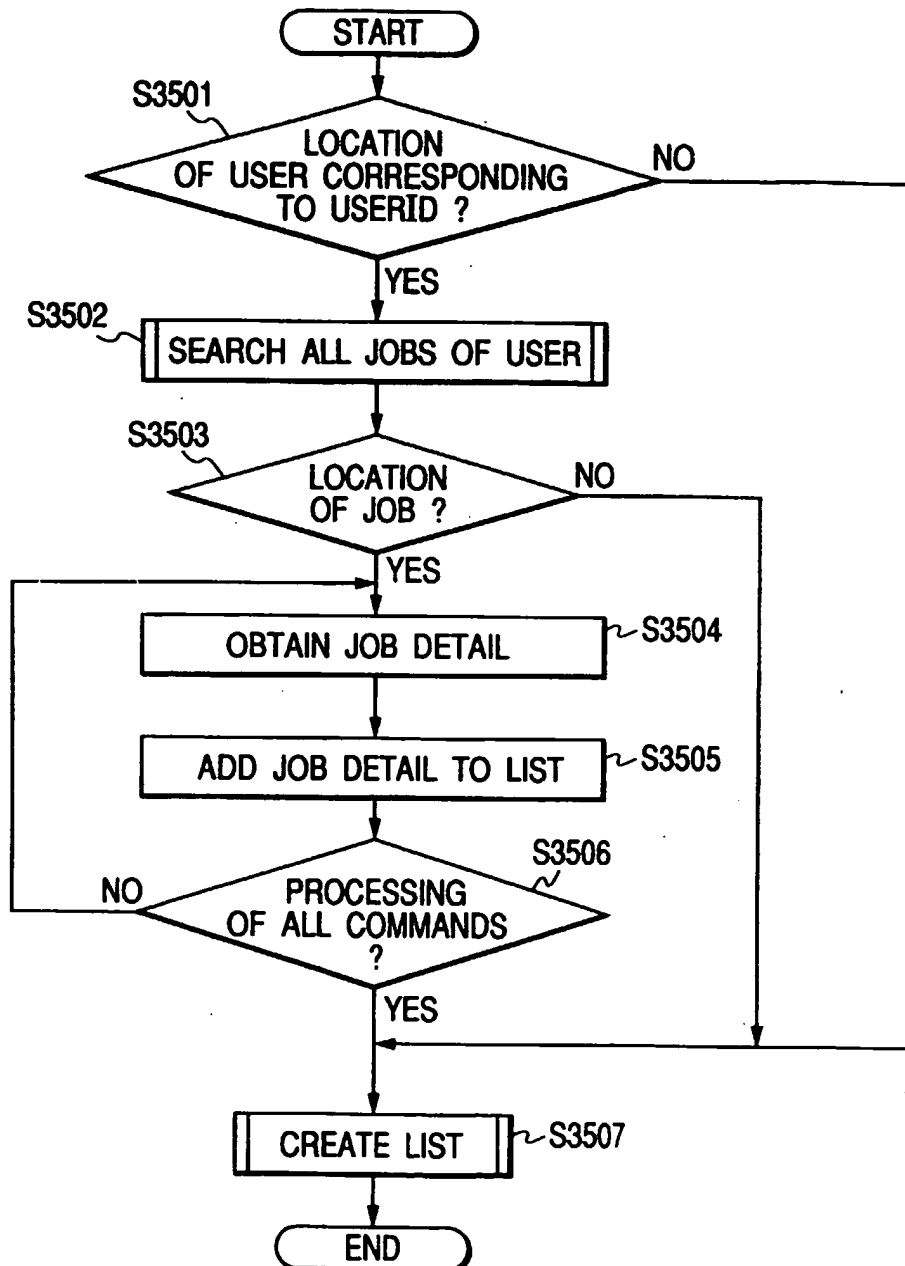 START
S3501
LOCATION
OF USER CORRESPONDING
TO USERID ?
NO
YES
S3502
SEARCH ALL JOBS OF USER
S3503
LOCATION
OF JOB ?
NO
YES
OBTAIN JOB DETAIL
S3504
ADD JOB DETAIL TO LIST
S3505
S3506
NO
PROCESSING
OF ALL COMMANDS
?
YES
CREATE LIST
S3507
END